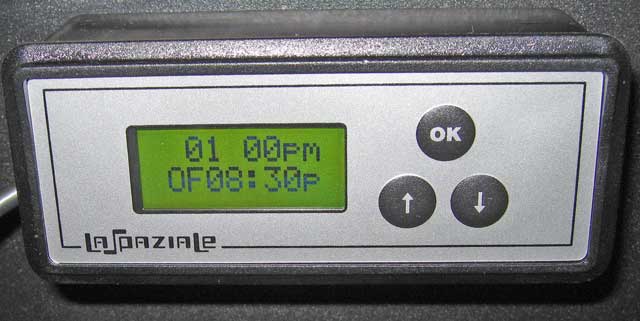 01 00pm
OF08:30p
OK
↑ ↓
LASPAZIALE